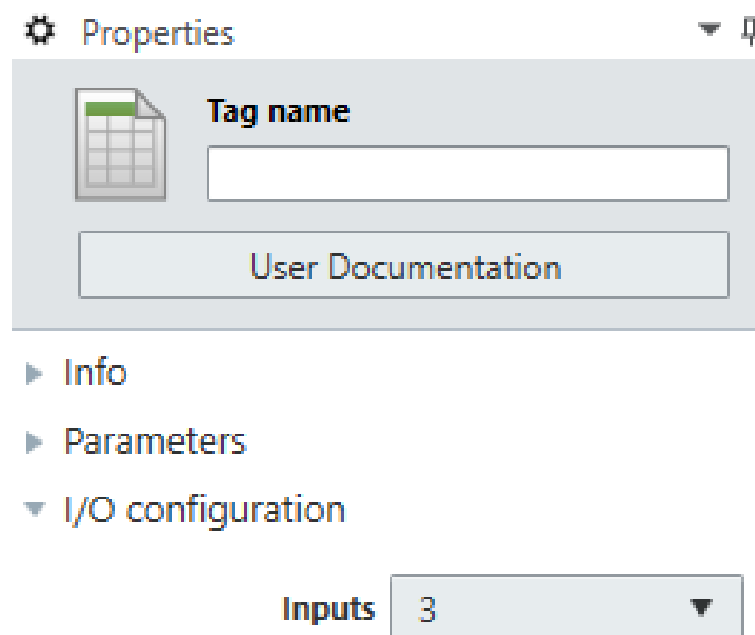 Properties
Tag name
User Documentation
Info
Parameters
I/O configuration
Inputs 3